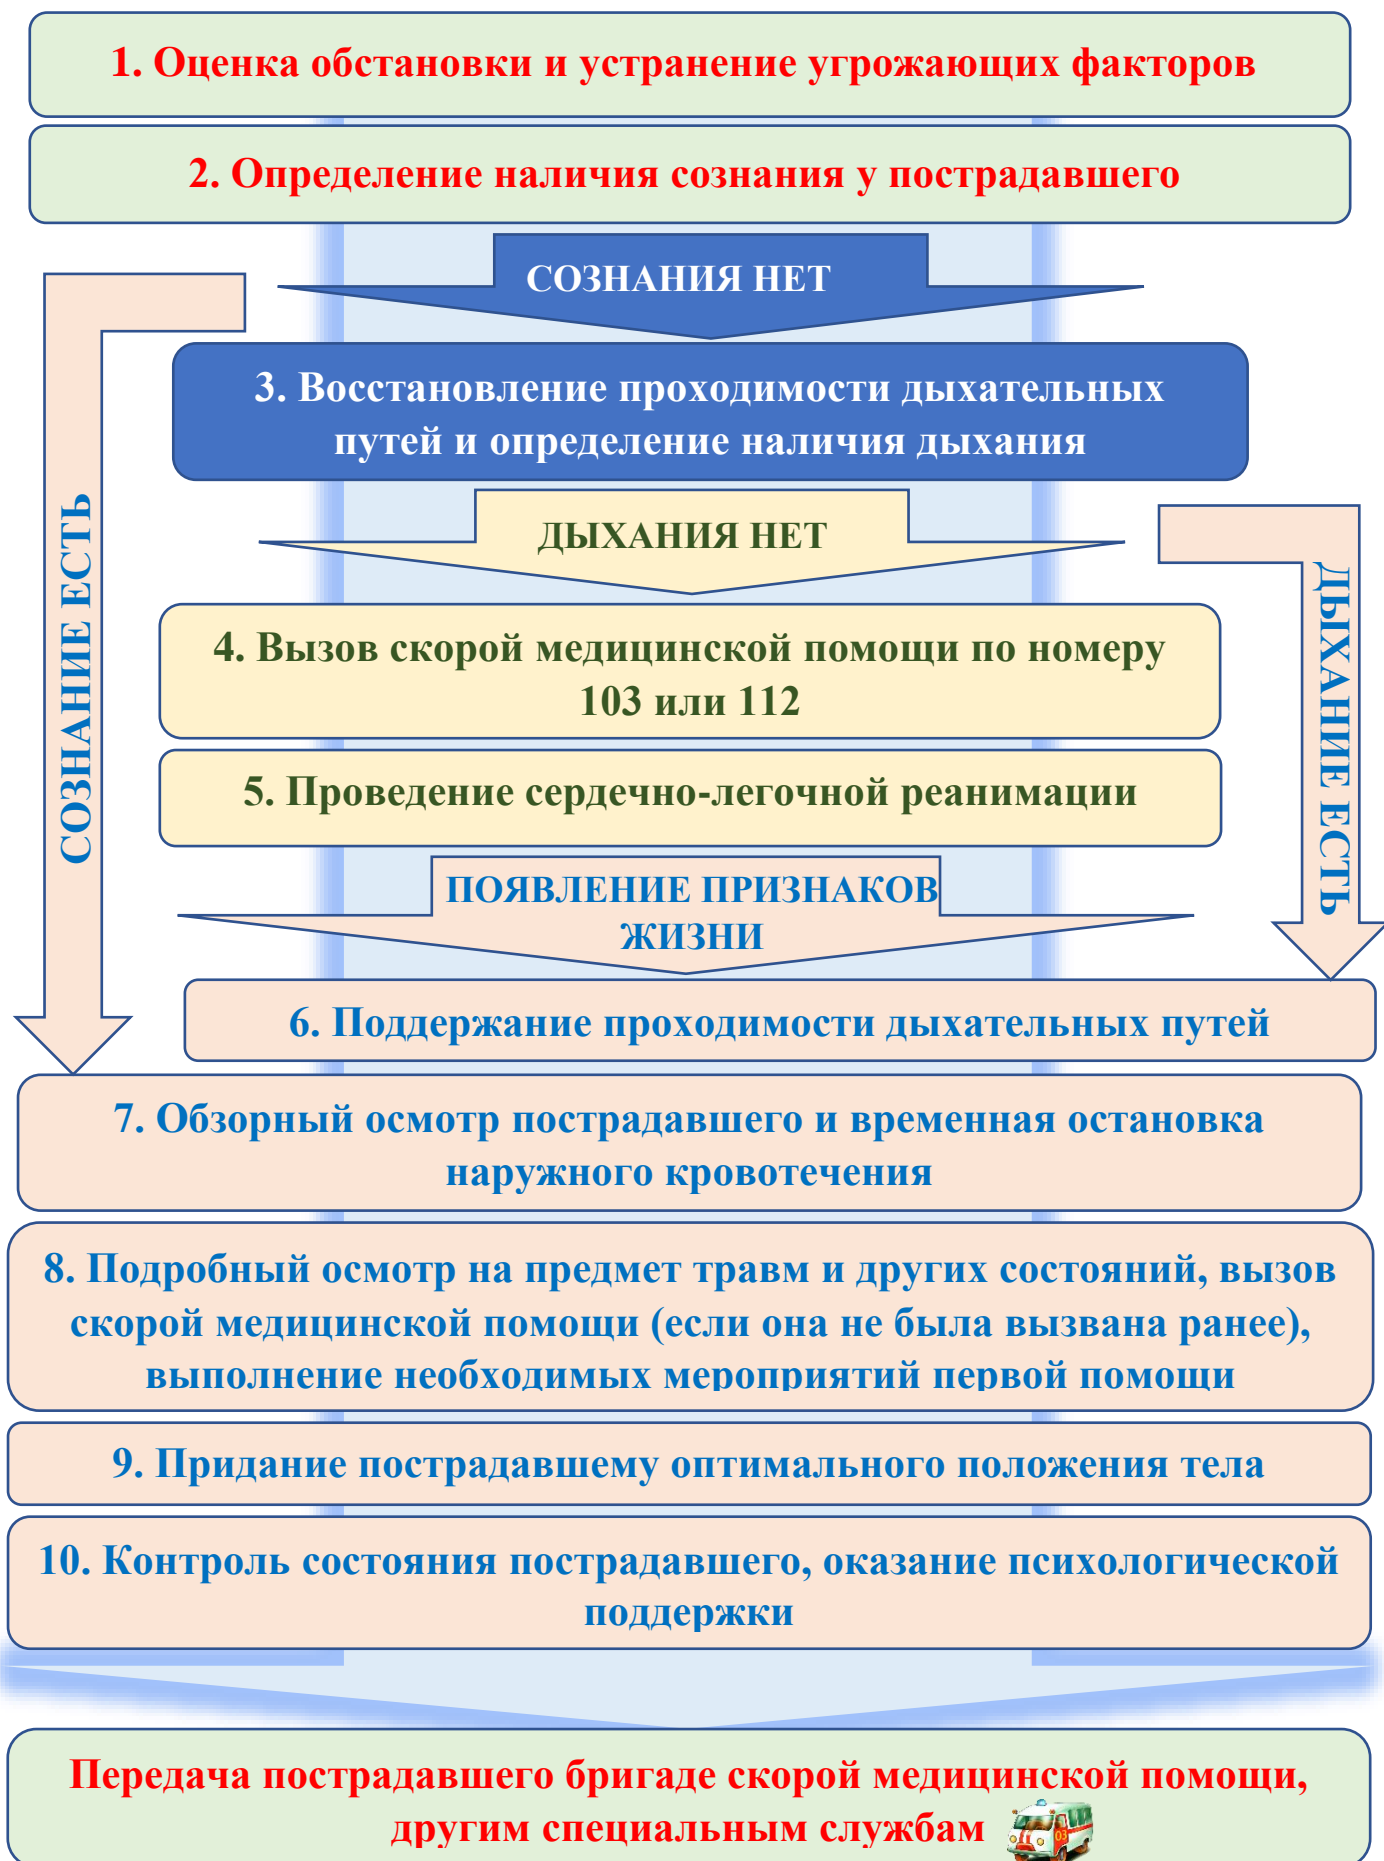 1. Оценка обстановки и устранение угрожающих факторов
2. Определение наличия сознания у пострадавшего
СОЗНАНИЯ НЕТ
3. Восстановление проходимости дыхательных
путей и определение наличия дыхания
СОЗНАНИЕ ЕСТЬ
ДЫХАНИЯ НЕТ
ДЫХАНИЕ ЕСТЬ
4. Вызов скорой медицинской помощи по номеру
103 или 112
5. Проведение сердечно-легочной реанимации
ПОЯВЛЕНИЕ ПРИЗНАКОВ
ЖИЗНИ
6. Поддержание проходимости дыхательных путей
7. Обзорный осмотр пострадавшего и временная остановка
наружного кровотечения
8. Подробный осмотр на предмет травм и других состояний, вызов
скорой медицинской помощи (если она не была вызвана ранее),
выполнение необходимых мероприятий первой помощи
9. Придание пострадавшему оптимального положения тела
10. Контроль состояния пострадавшего, оказание психологической
поддержки
Передача пострадавшего бригаде скорой медицинской помощи,
другим специальным службам
03